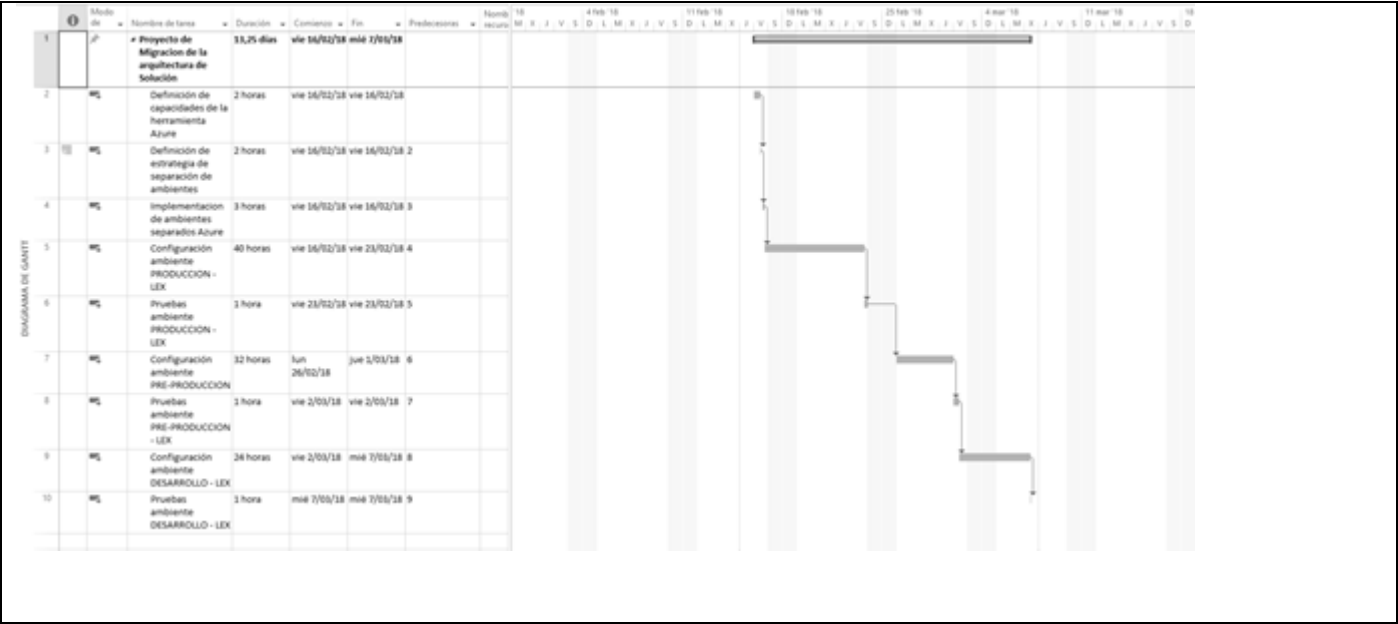 Modo de
Nombre de tarea
Duración
Comienzo
Fin
Predecesoras
Nomb recurs
'18
4 feb '18
11 feb '18
18 feb '18
25 feb '18
4 mar '18
11 mar '18
18
M X J V S D L M X J V S D L M X J V S D L M X J V S D L M X J V S D L M X J V S D L M X J V S D
1
Proyecto de
13,25 días
vie 16/02/18
mié 7/03/18
Migracion de la
arquitectura de
Solución
2
Definición de
2 horas
vie 16/02/18
vie 16/02/18
capacidades de la
herramienta
Azure
3
Definición de
2 horas
vie 16/02/18
vie 16/02/18
2
estrategia de
separación de
ambientes
4
Implementacion
3 horas
vie 16/02/18
vie 16/02/18
3
de ambientes
separados Azure
5
Configuración
40 horas
vie 16/02/18
vie 23/02/18
4
ambiente
PRODUCCION -
LEX
6
Pruebas
1 hora
vie 23/02/18
vie 23/02/18
5
ambiente
PRODUCCION -
LEX
7
Configuración
32 horas
lun
26/02/18
jue 1/03/18
6
ambiente
PRE-PRODUCCION
8
Pruebas
1 hora
vie 2/03/18
vie 2/03/18
7
ambiente
PRE-PRODUCCION
- LEX
9
Configuración
24 horas
vie 2/03/18
mié 7/03/18
8
ambiente
DESARROLLO - LEX
10
Pruebas
1 hora
mié 7/03/18
mié 7/03/18
9
ambiente
DESARROLLO - LEX
DIAGRAMA DE GANTT